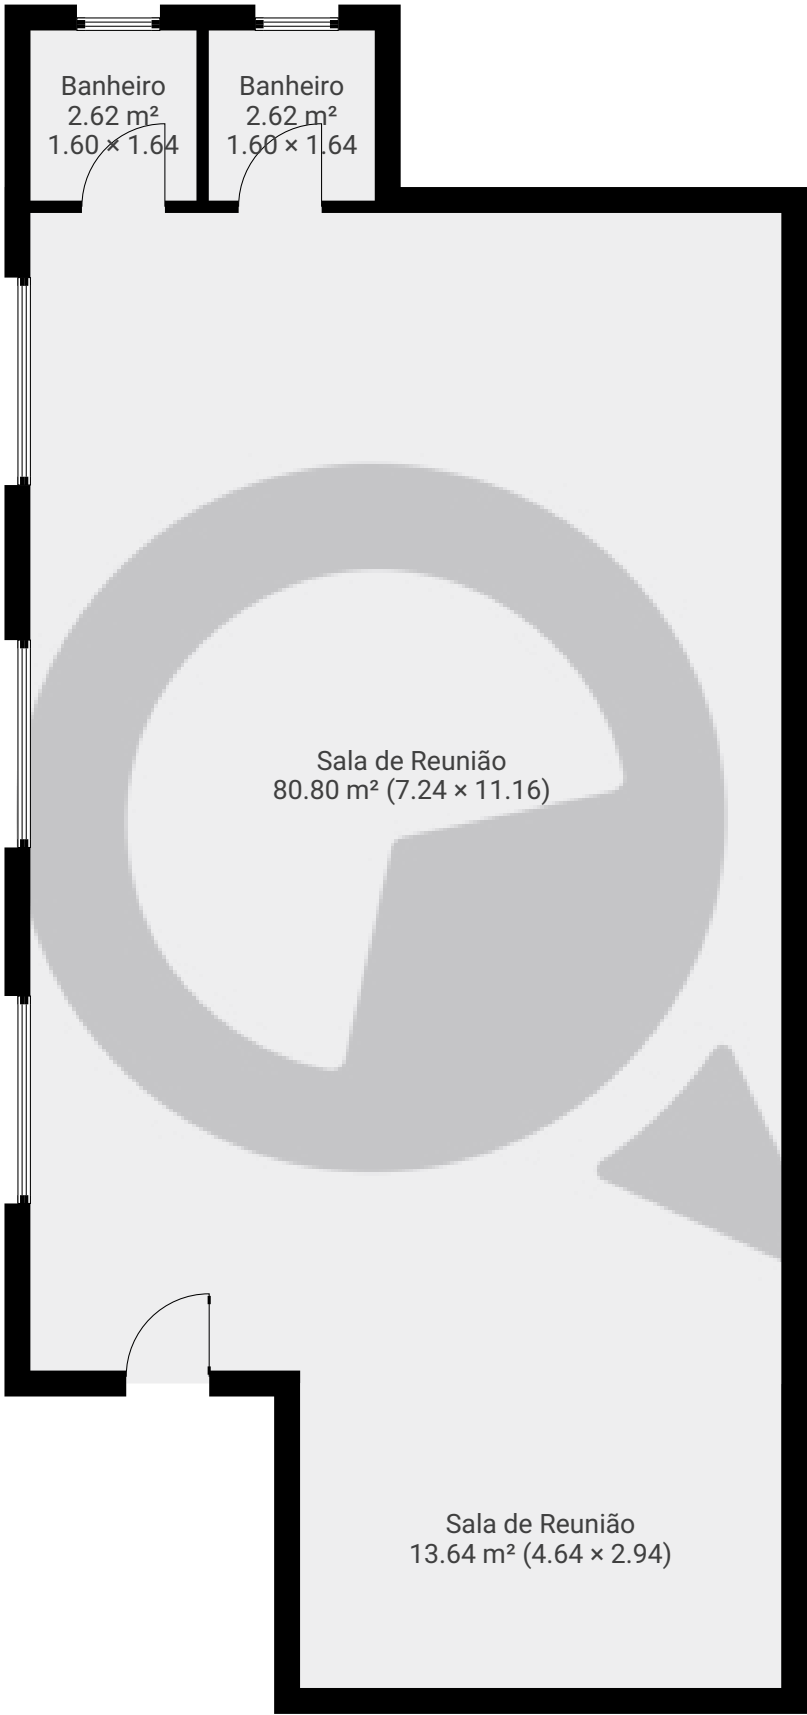 Banheiro
2.62 m²
1.60 × 1.64
Banheiro
2.62 m²
1.60 × 1.64
Sala de Reunião
80.80 m² (7.24 × 11.16)
Sala de Reunião
13.64 m² (4.64 × 2.94)